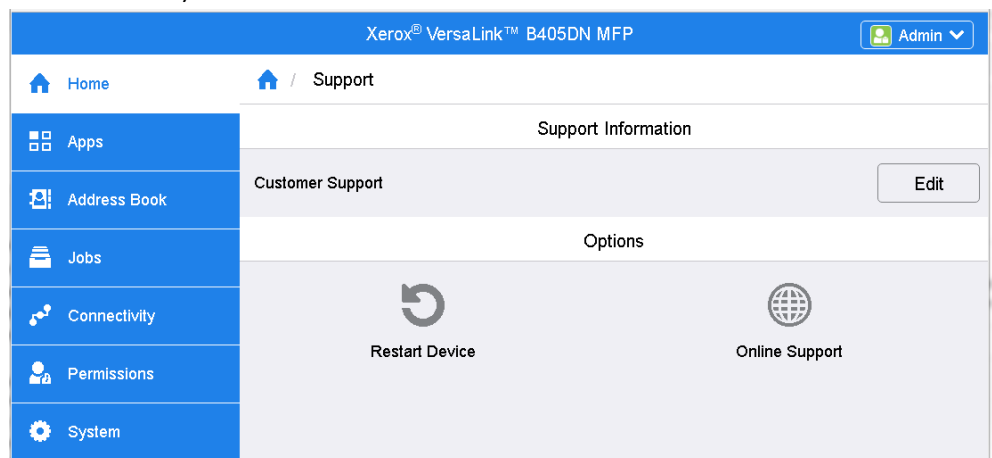 Xerox® VersaLink™ B405DN MFP
Admin
Home
/ Support
Apps
Support Information
Address Book
Customer Support
Edit
Jobs
Options
Connectivity
Restart Device
Online Support
Permissions
System